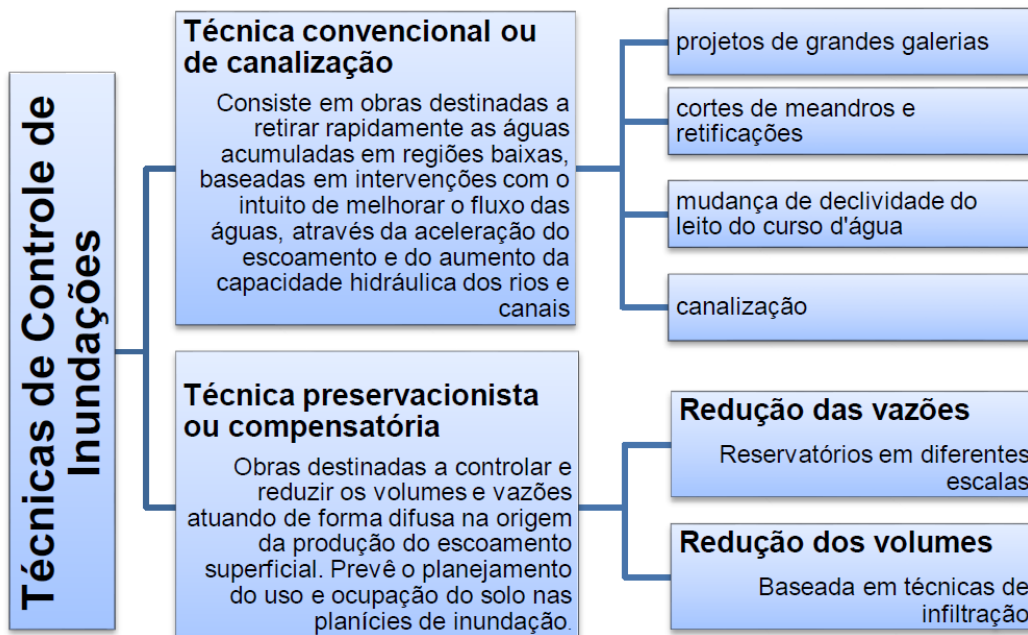 Técnicas de Controle de
Inundações
Técnica convencional ou
de canalização
Consiste em obras destinadas a
retirar rapidamente as águas
acumuladas em regiões baixas,
baseadas em intervenções com o
intuito de melhorar o fluxo das
águas, através da aceleração do
escoamento e do aumento da
capacidade hidráulica dos rios e
canais
projetos de grandes galerias
cortes de meandros e
retificações
mudança de declividade do
leito do curso d'água
canalização
Técnica preservacionista
ou compensatória
Obras destinadas a controlar e
reduzir os volumes e vazões
atuando de forma difusa na origem
da produção do escoamento
superficial. Prevê o planejamento
do uso e ocupação do solo nas
planícies de inundação.
Redução das vazões
Reservatórios em diferentes
escalas
Redução dos volumes
Baseada em técnicas de
infiltração